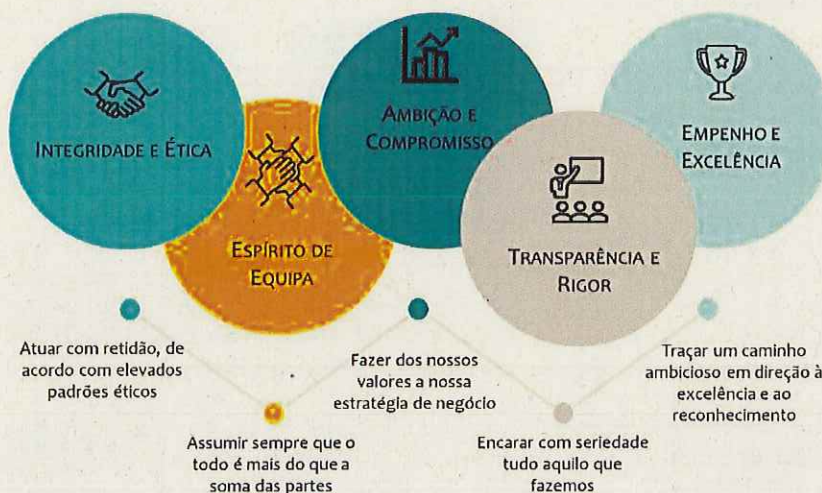 INTEGRIDADE E ÉTICA
ESPÍRITO DE
EQUIPA
AMBIÇÃO E
COMPROMISSO
TRANSPARÊNCIA E
RIGOR
EMPENHO E
EXCELÊNCIA
Atuar com retidão, de
acordo com elevados
padrões éticos
Assumir sempre que o
todo é mais do que a
soma das partes
Fazer dos nossos
valores a nossa
estratégia de negócio
Encarar com seriedade
tudo aquilo que
fazemos
Traçar um caminho
ambicioso em direção à
excelência e ao
reconhecimento